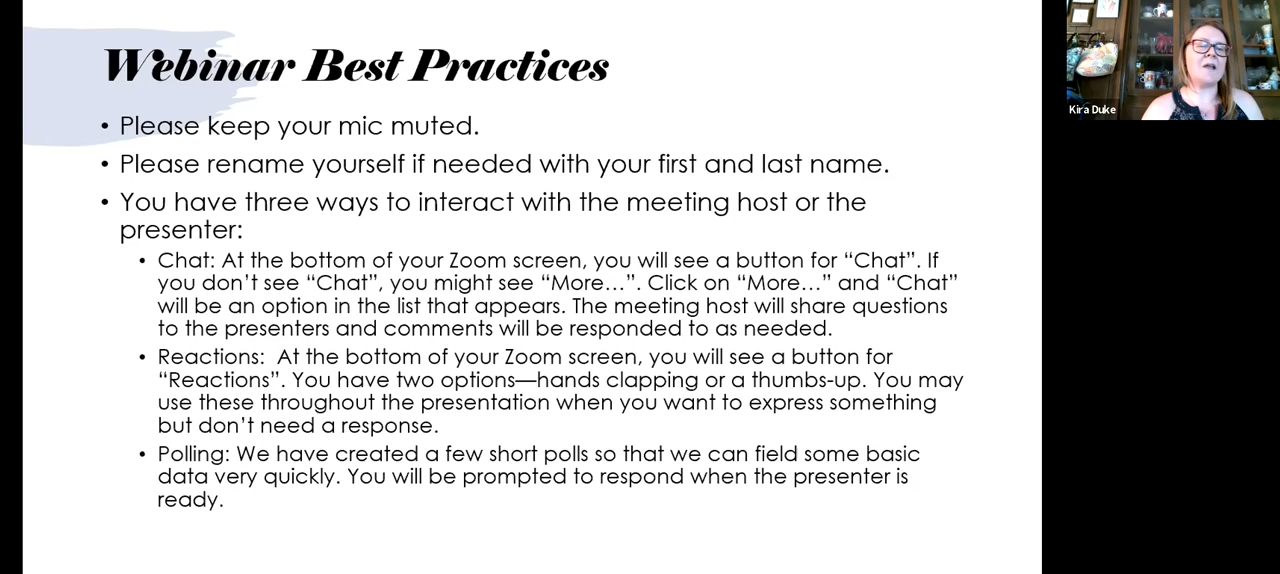 Webinar Best Practices
• Please keep your mic muted.
• Please rename yourself if needed with your first and last name.
• You have three ways to interact with the meeting host or the
presenter:
• Chat: At the bottom of your Zoom screen, you will see a button for “Chat”. If
you don’t see “Chat”, you might see “More…”. Click on “More…” and “Chat”
will be an option in the list that appears. The meeting host will share questions
to the presenters and comments will be responded to as needed.
• Reactions:  At the bottom of your Zoom screen, you will see a button for
“Reactions”. You have two options—hands clapping or a thumbs-up. You may
use these throughout the presentation when you want to express something
but don’t need a response.
• Polling: We have created a few short polls so that we can field some basic
data very quickly. You will be prompted to respond when the presenter is
ready.
Kira Duke